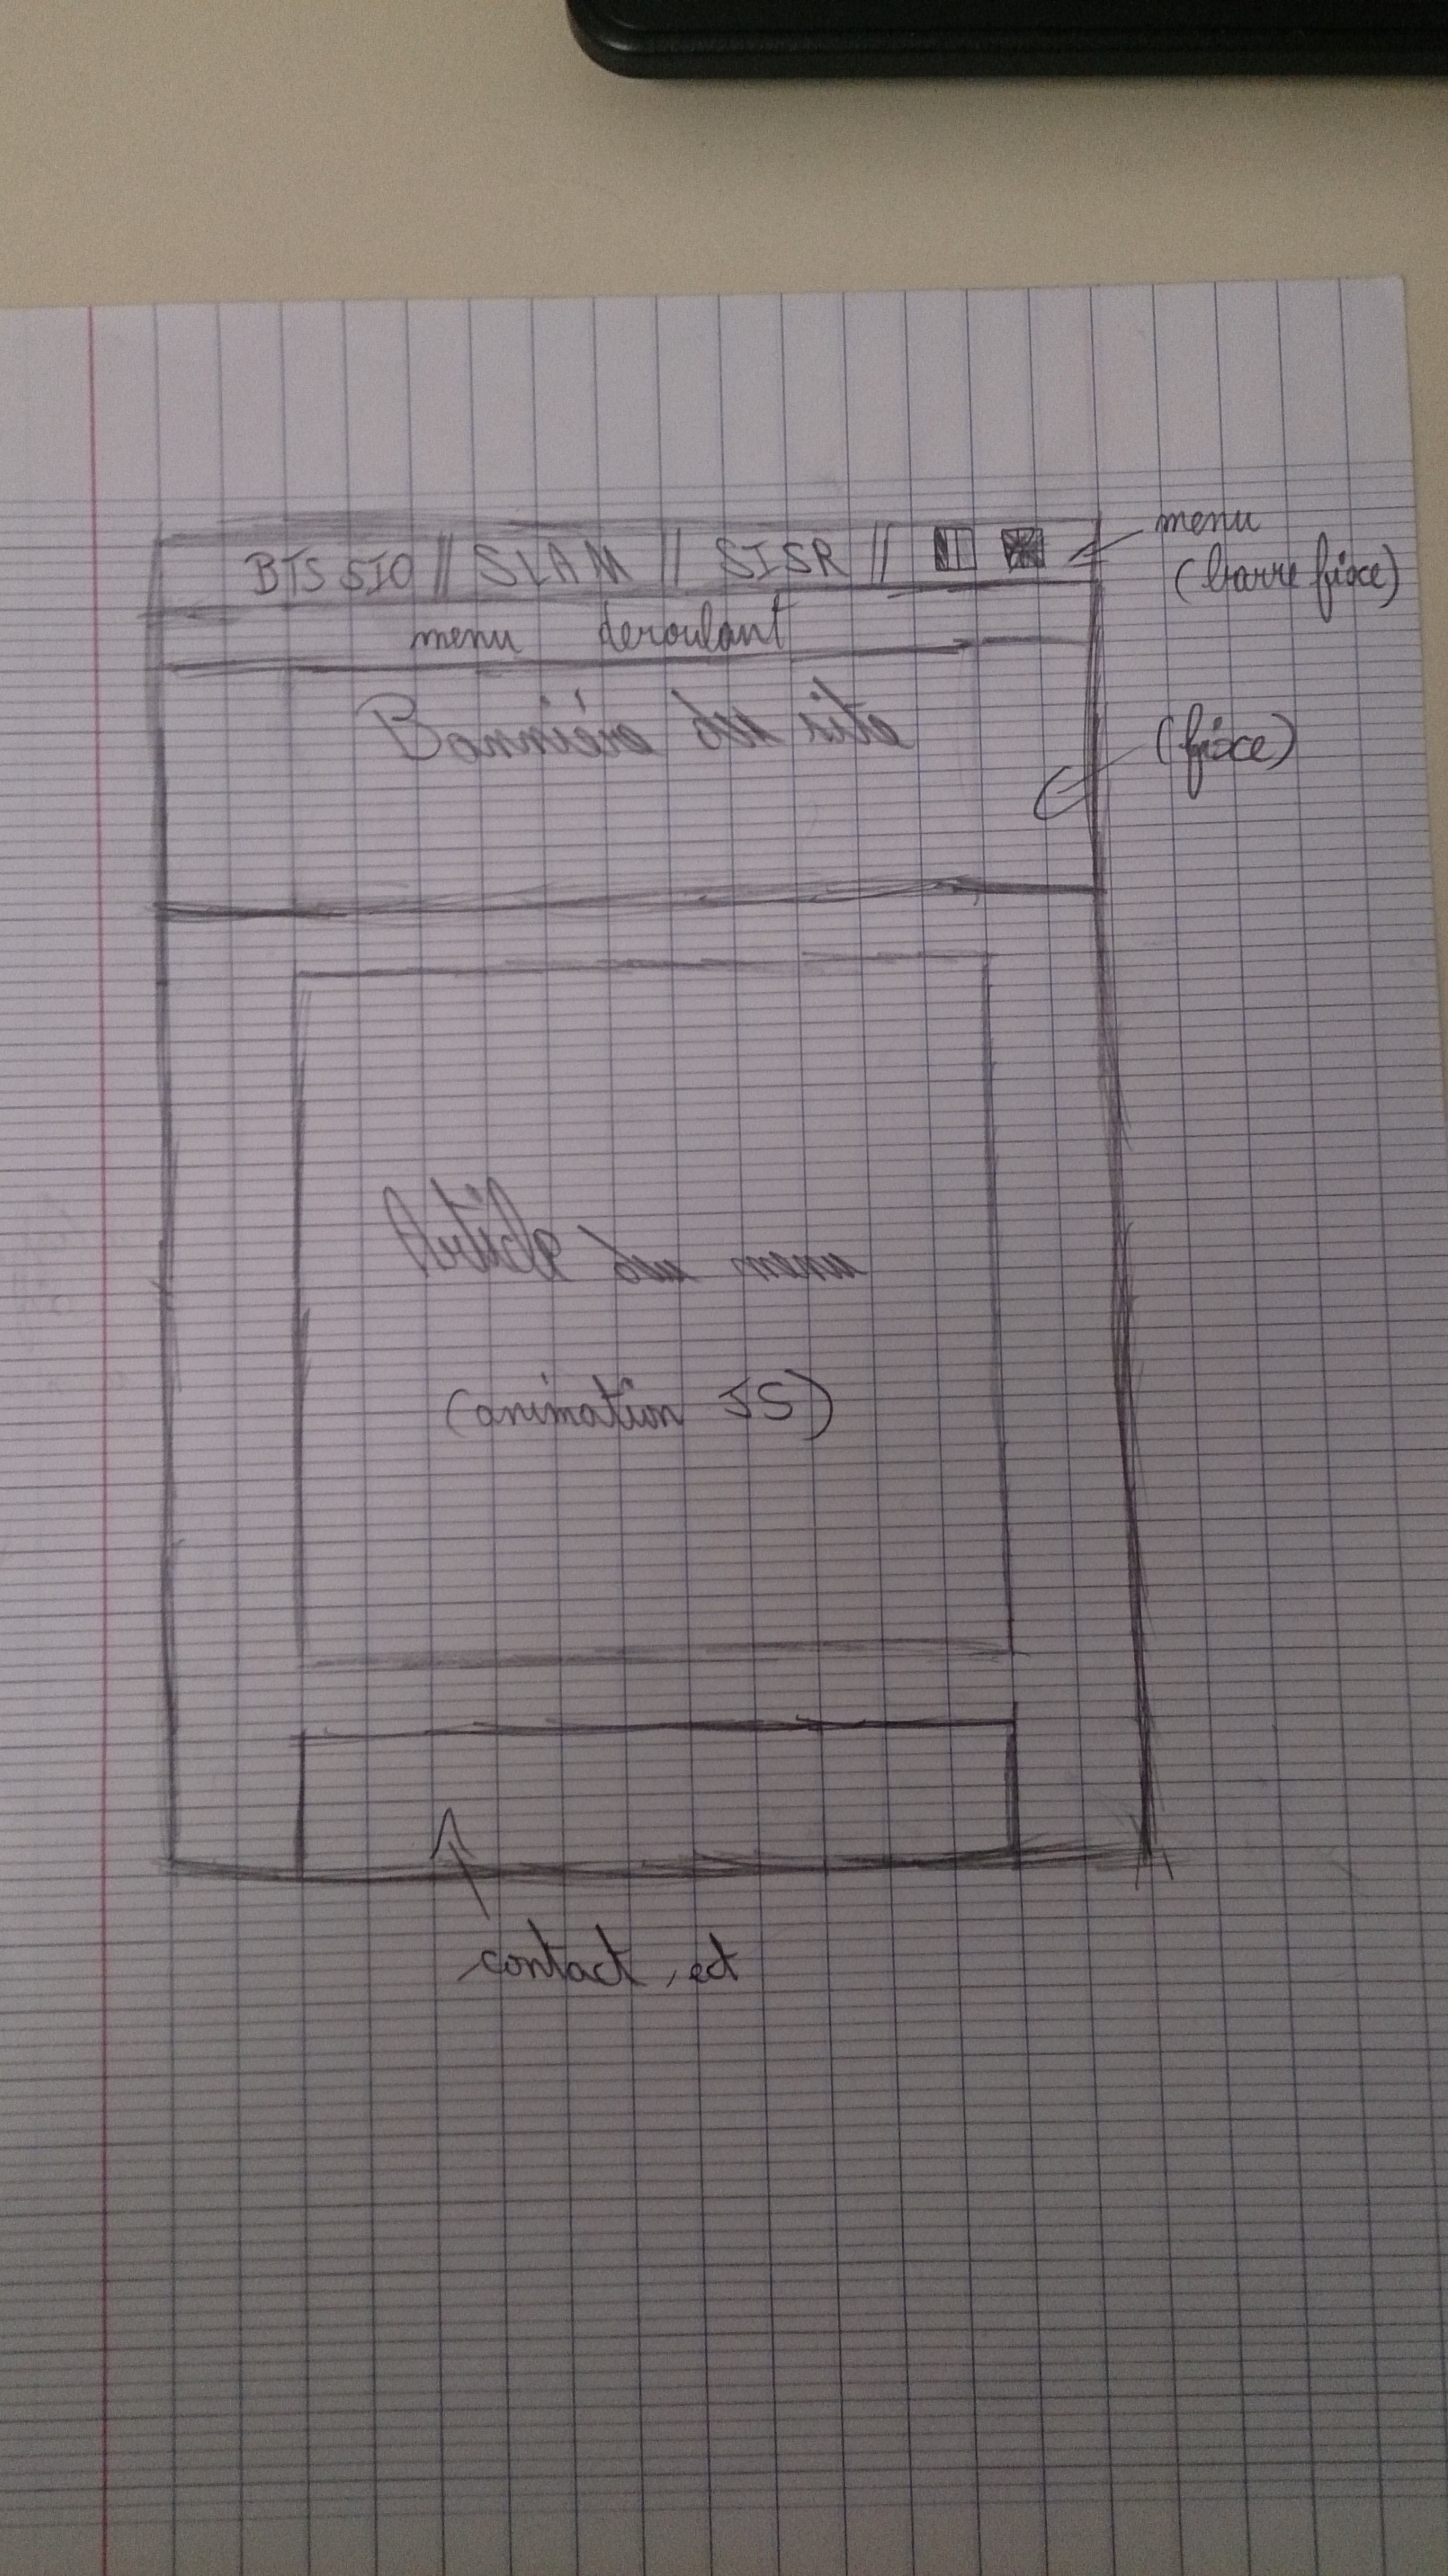 BTS SIO // SLAM // SISR //
menu
(barre fixe)
menu deroulant
Bannière du site
(fixe)
Article du menu
(animation JS)
contact, ect